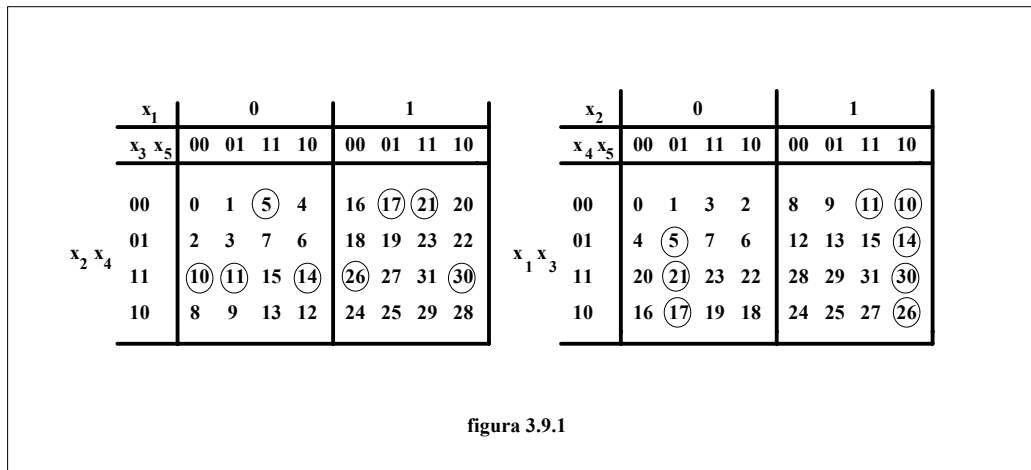 x1 0 1 x2 0 1
x3 x5 00 01 11 10 00 01 11 10 x4 x5 00 01 11 10 00 01 11 10
00 0 1 5 4 16 17 21 20 00 0 1 3 2 8 9 11 10
01 2 3 7 6 18 19 23 22 01 4 5 7 6 12 13 15 14
x2 x4 x1 x3
11 10 11 15 14 26 27 31 30 11 20 21 23 22 28 29 31 30
10 8 9 13 12 24 25 29 28 10 16 17 19 18 24 25 27 26
figura 3.9.1